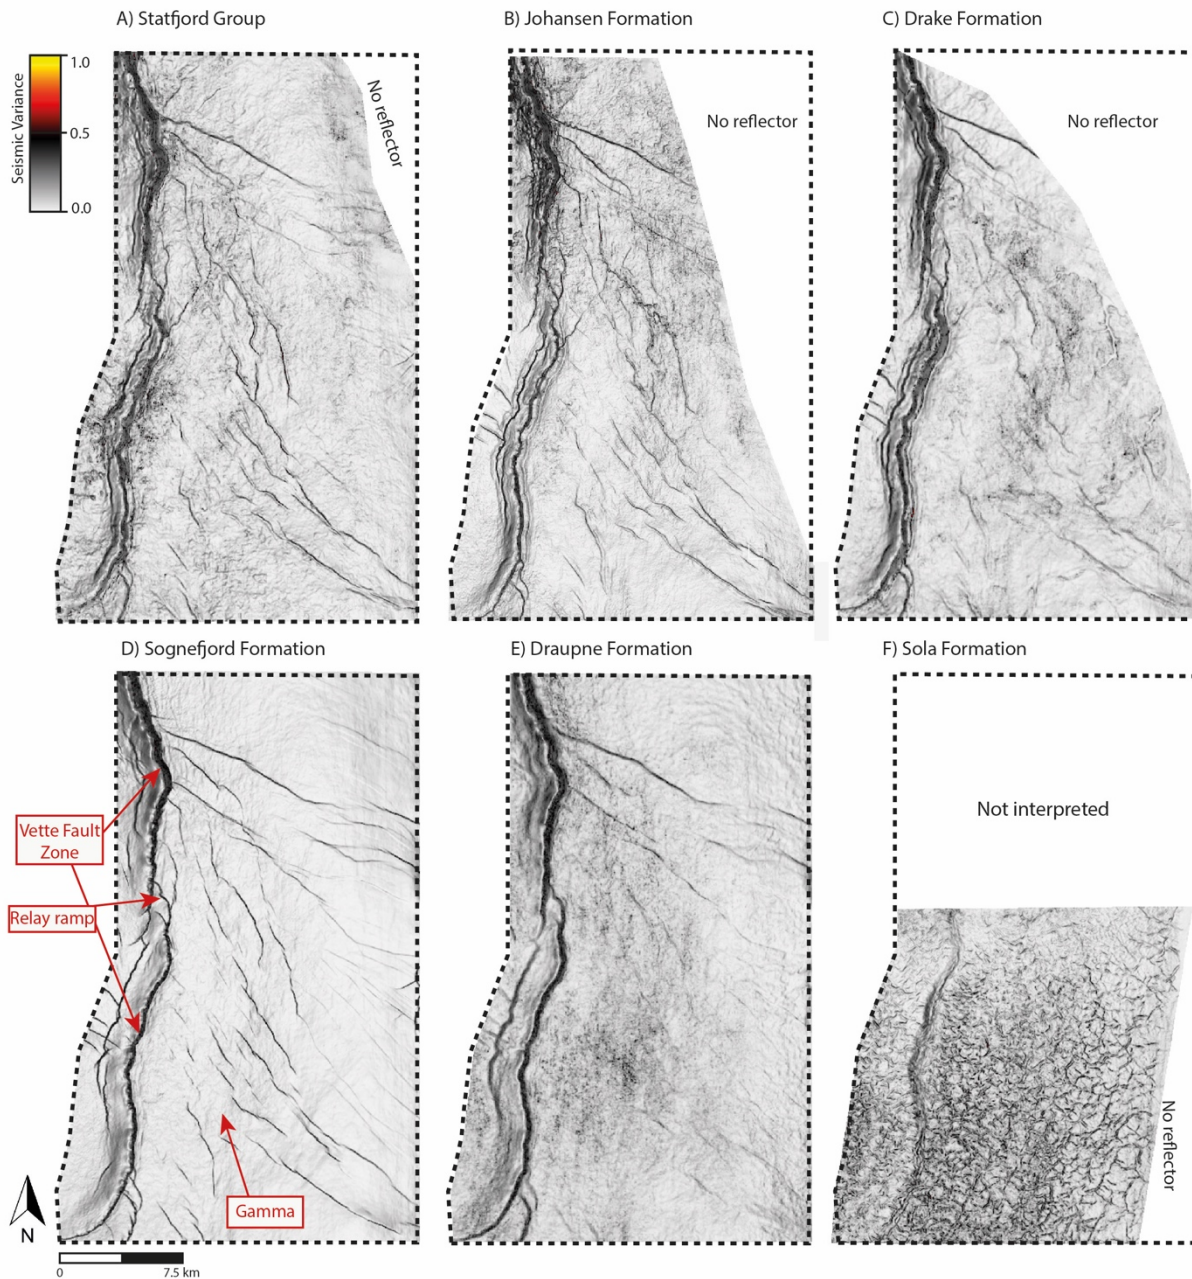 A) Statfjord Group
B) Johansen Formation
C) Drake Formation
Seismic Variance
1.0
0.5
0.0
No reflector
No reflector
No reflector
D) Sognefjord Formation
E) Draupne Formation
F) Sola Formation
Vette Fault
Zone
Relay ramp
Gamma
Not interpreted
No reflector
N
0
7.5 km